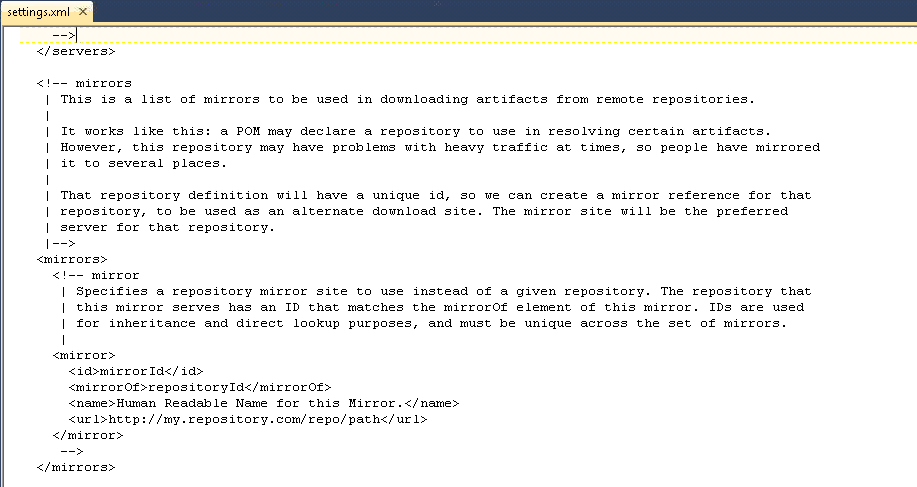 settings.xml
    -->
  </servers>

  <!-- mirrors
   | This is a list of mirrors to be used in downloading artifacts from remote repositories.
   |
   | It works like this: a POM may declare a repository to use in resolving certain artifacts.
   | However, this repository may have problems with heavy traffic at times, so people have mirrored
   | it to several places.
   |
   | That repository definition will have a unique id, so we can create a mirror reference for that
   | repository, to be used as an alternate download site. The mirror site will be the preferred
   | server for that repository.
   |-->
  <mirrors>
    <!-- mirror
     | Specifies a repository mirror site to use instead of a given repository. The repository that
     | this mirror serves has an ID that matches the mirrorOf element of this mirror. IDs are used
     | for inheritance and direct lookup purposes, and must be unique across the set of mirrors.
     |
    <mirror>
      <id>mirrorId</id>
      <mirrorOf>repositoryId</mirrorOf>
      <name>Human Readable Name for this Mirror.</name>
      <url>http://my.repository.com/repo/path</url>
    </mirror>
     -->
  </mirrors>